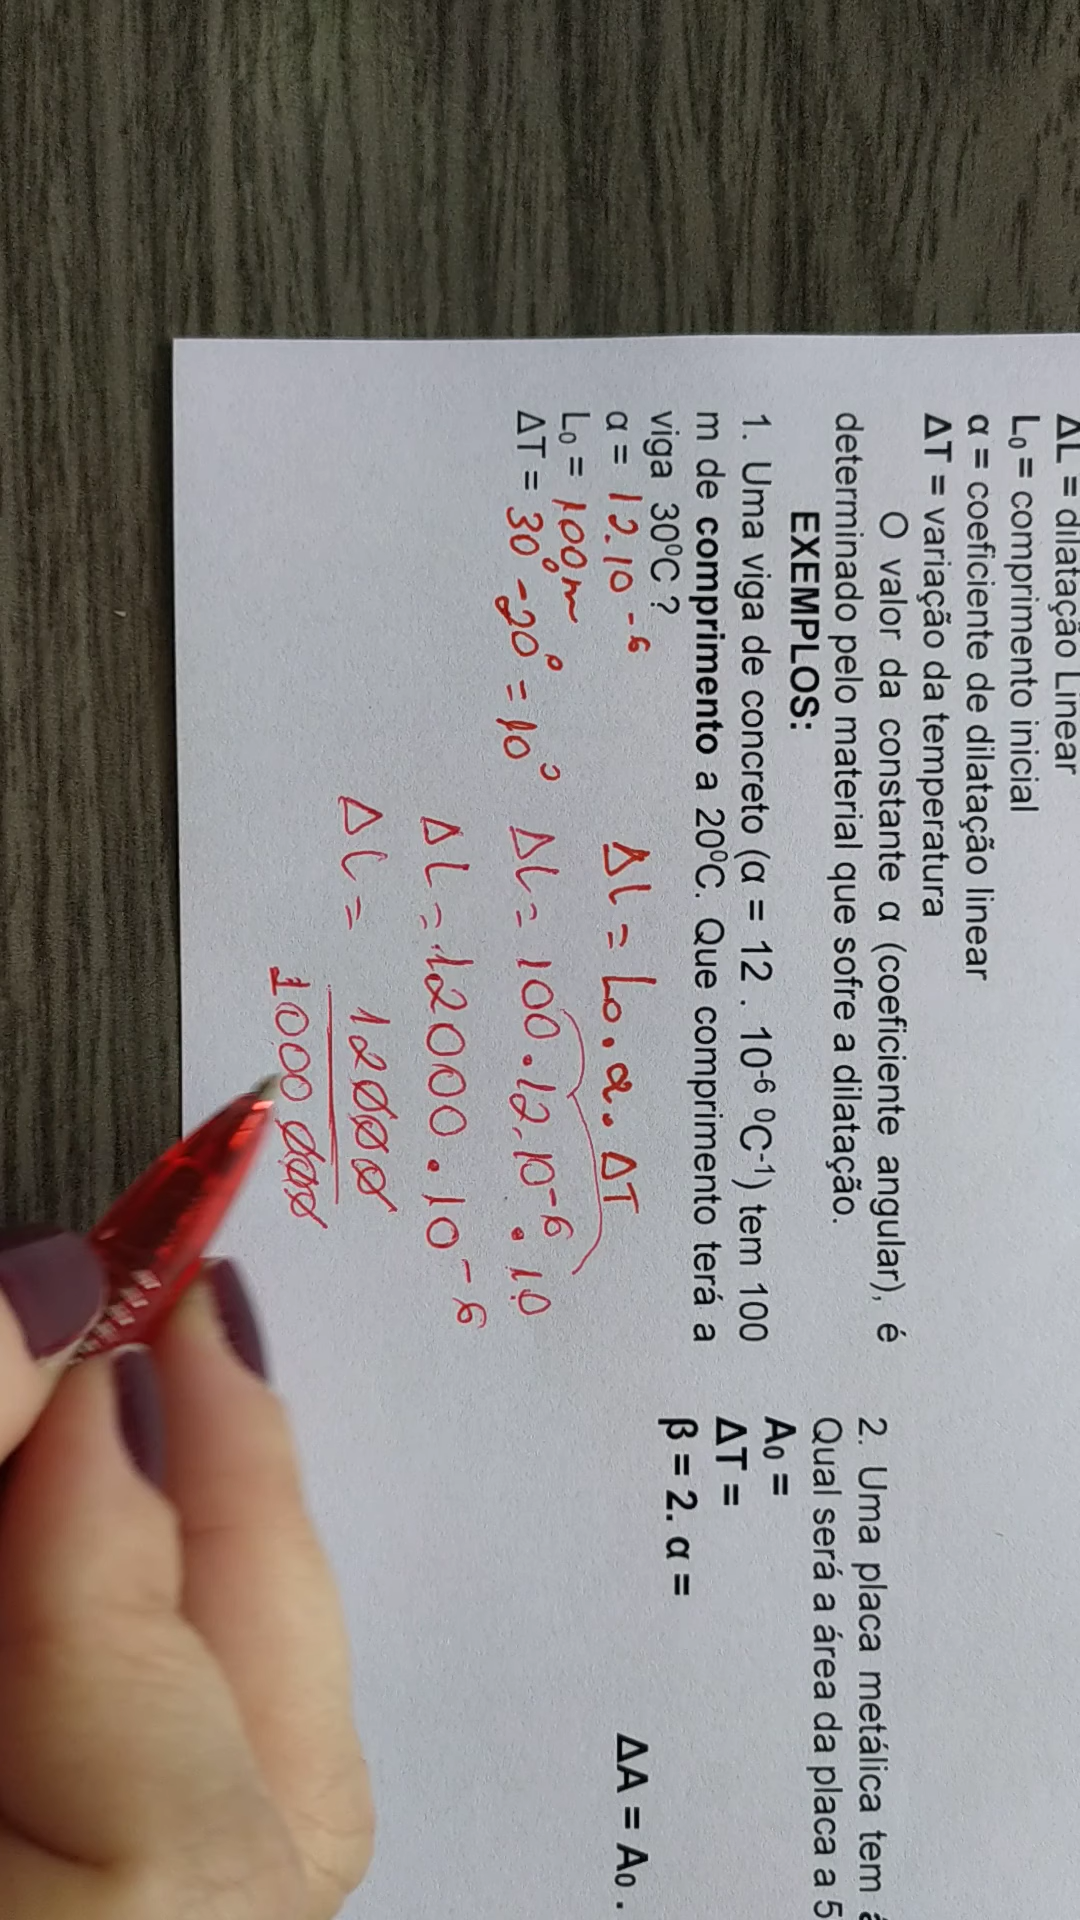 ΔL = dilatação Linear
L₀ = comprimento inicial
α = coeficiente de dilatação linear
ΔT = variação da temperatura
O valor da constante α (coeficiente angular), é
determinado pelo material que sofre a dilatação.
EXEMPLOS:
1. Uma viga de concreto (α = 12 . 10⁻⁶ ⁰C⁻¹) tem 100
m de comprimento a 20⁰C. Que comprimento terá a
viga 30⁰C ?
α = 12.10⁻⁶
L₀ = 100m
ΔT = 30° - 20° = 10°
ΔL = L₀ . α . ΔT
ΔL = 100 . 12 . 10⁻⁶ . 10
ΔL = 12000 . 10⁻⁶
ΔL = 12000
1000000
2. Uma placa metálica tem á
Qual será a área da placa a 5
A₀ =
ΔT =
β = 2. α =
ΔA = A₀ .